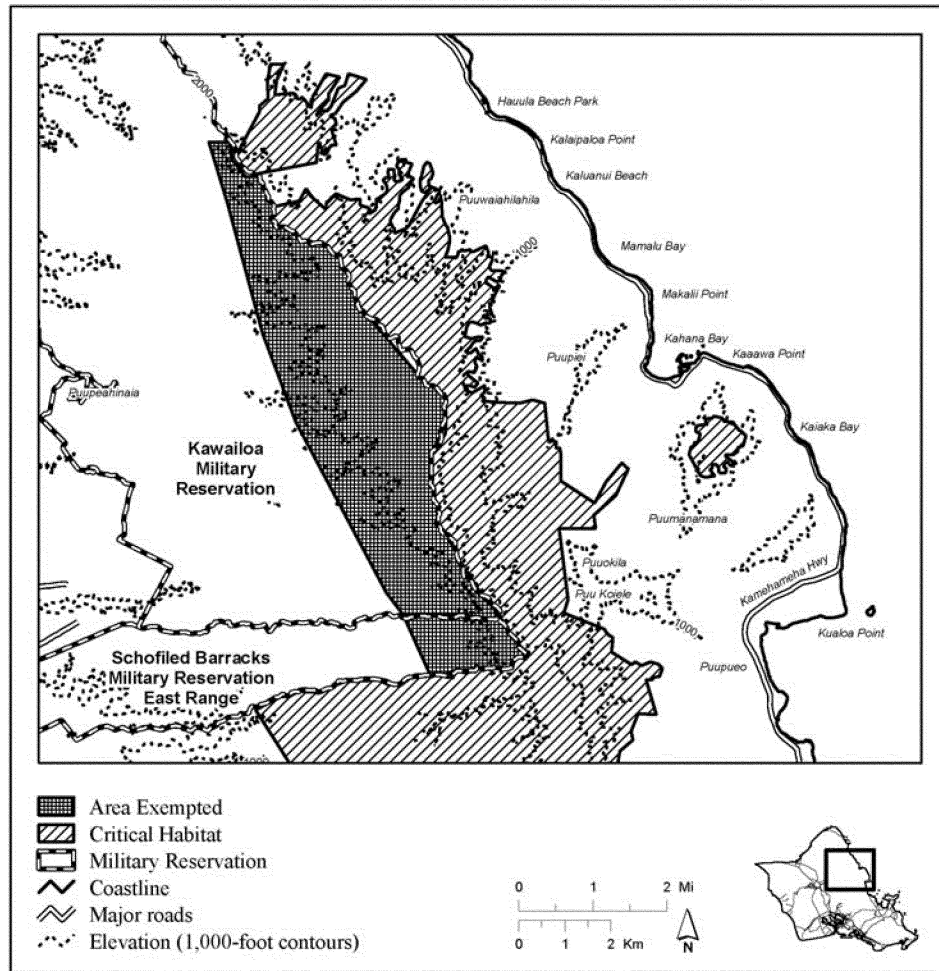 2000
Hauula Beach Park
Kalaipaloa Point
Kaluanui Beach
Puuwaiahilahila
1000
Mamalu Bay
Makalii Point
Kahana Bay
Puupiei
Kaaawa Point
Puupeahinaia
Kaiaka Bay
Kawailoa
Military
Reservation
Puumanamana
Puuokila
Puu Koiele
Kamehameha Hwy
1000
Kualoa Point
Schofiled Barracks
Military Reservation
East Range
Puupueo
1000
Area Exempted
Critical Habitat
Military Reservation
Coastline
Major roads
Elevation (1,000-foot contours)
0 1 2 Mi
0 1 2 Km
N